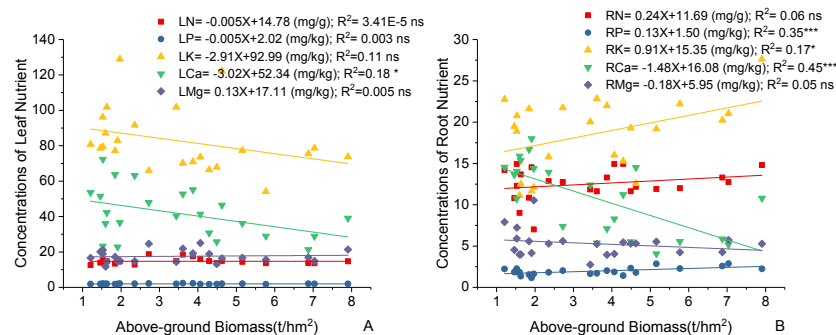 LN= -0.005X+14.78 (mg/g); R²= 3.41E-5 ns
LP= -0.005X+2.02 (mg/kg); R²= 0.003 ns
LK= -2.91X+92.99 (mg/kg); R²=0.11 ns
LCa= -3.02X+52.34 (mg/kg); R²=0.18 *
LMg= 0.13X+17.11 (mg/kg); R²=0.005 ns
Concentrations of Leaf Nutrient
140
120
100
80
60
40
20
0
0 1 2 3 4 5 6 7 8
Above-ground Biomass(t/hm²)
A
RN= 0.24X+11.69 (mg/g); R²= 0.06 ns
RP= 0.13X+1.50 (mg/kg); R²= 0.35***
RK= 0.91X+15.35 (mg/kg); R²= 0.17*
RCa= -1.48X+16.08 (mg/kg); R²= 0.45***
RMg= -0.18X+5.95 (mg/kg); R²= 0.05 ns
Concentrations of Root Nutrient
30
25
20
15
10
5
0
0 1 2 3 4 5 6 7 8
Above-ground Biomass(t/hm²)
B